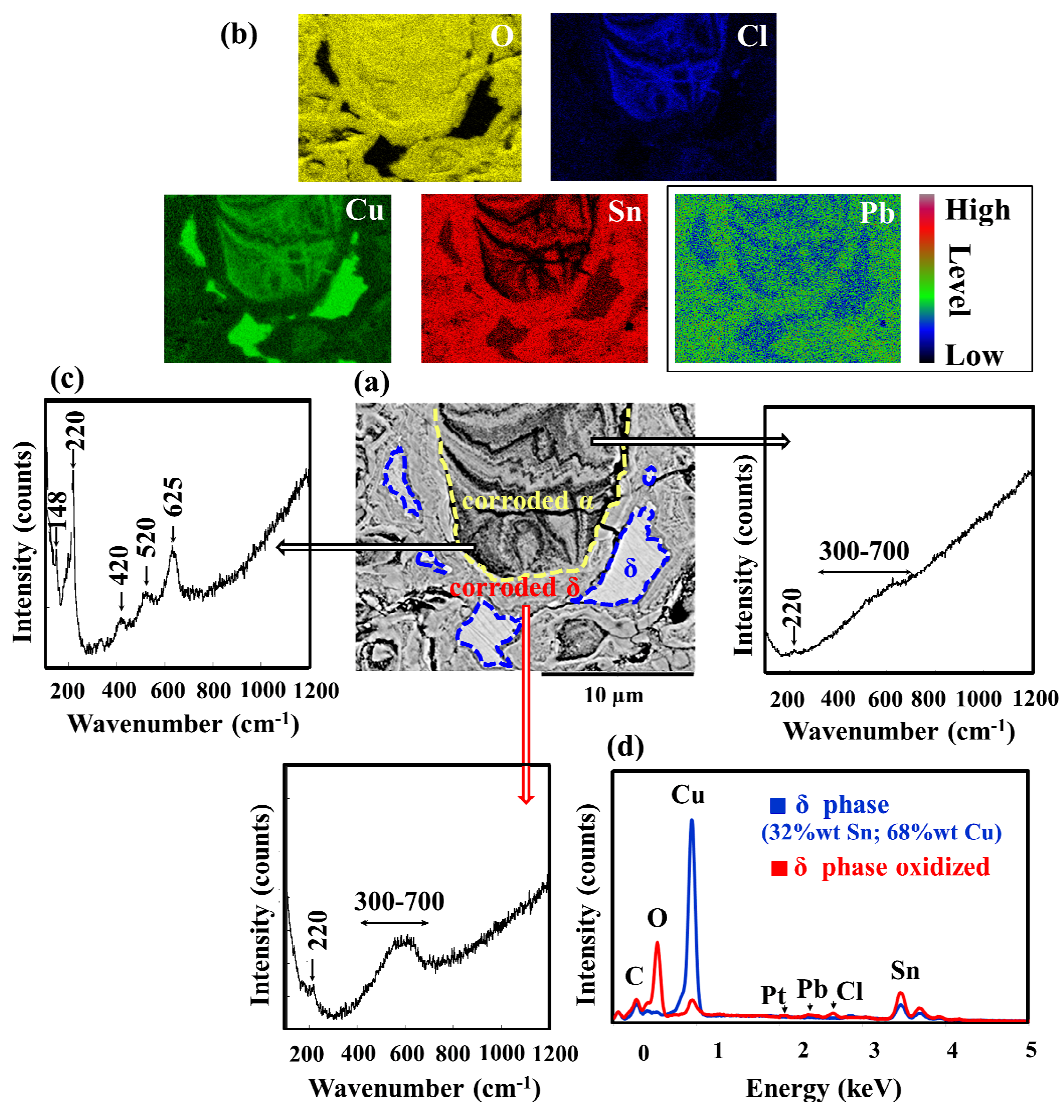 (b)
O
Cl
Cu
Sn
Pb
High
Level
Low
(c)
(a)
Intensity (counts)
148
220
420
520
625
200 400 600 800 1000 1200
Wavenumber (cm-1)
corroded α
corroded δ
δ
10 µm
Intensity (counts)
220
300-700
200 400 600 800 1000 1200
Wavenumber (cm-1)
Intensity (counts)
220
300-700
200 400 600 800 1000 1200
Wavenumber (cm-1)
(d)
Intensity (counts)
C
O
Cu
Pt
Pb
Cl
Sn
δ phase
(32%wt Sn; 68%wt Cu)
δ phase oxidized
0 1 2 3 4 5
Energy (keV)